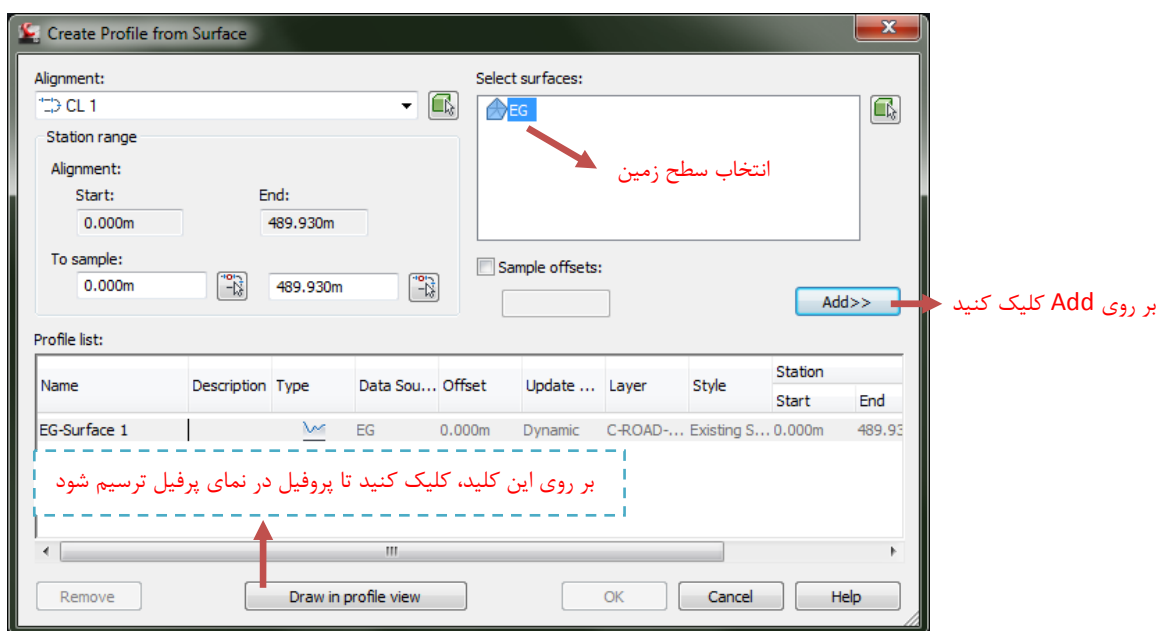 Create Profile from Surface
Alignment:
CL 1
Select surfaces:
EG
انتخاب سطح زمین
Station range
Alignment:
Start: End:
0.000m 489.930m
To sample:
0.000m 489.930m
Sample offsets:
Add>>
بر روی Add کلیک کنید
Profile list:
Name Description Type Data Sou... Offset Update ... Layer Style Station
Start End
EG-Surface 1 EG 0.000m Dynamic C-ROAD-... Existing S... 0.000m 489.93
بر روی این کلید، کلیک کنید تا پروفیل در نمای پرفیل ترسیم شود
Remove Draw in profile view OK Cancel Help